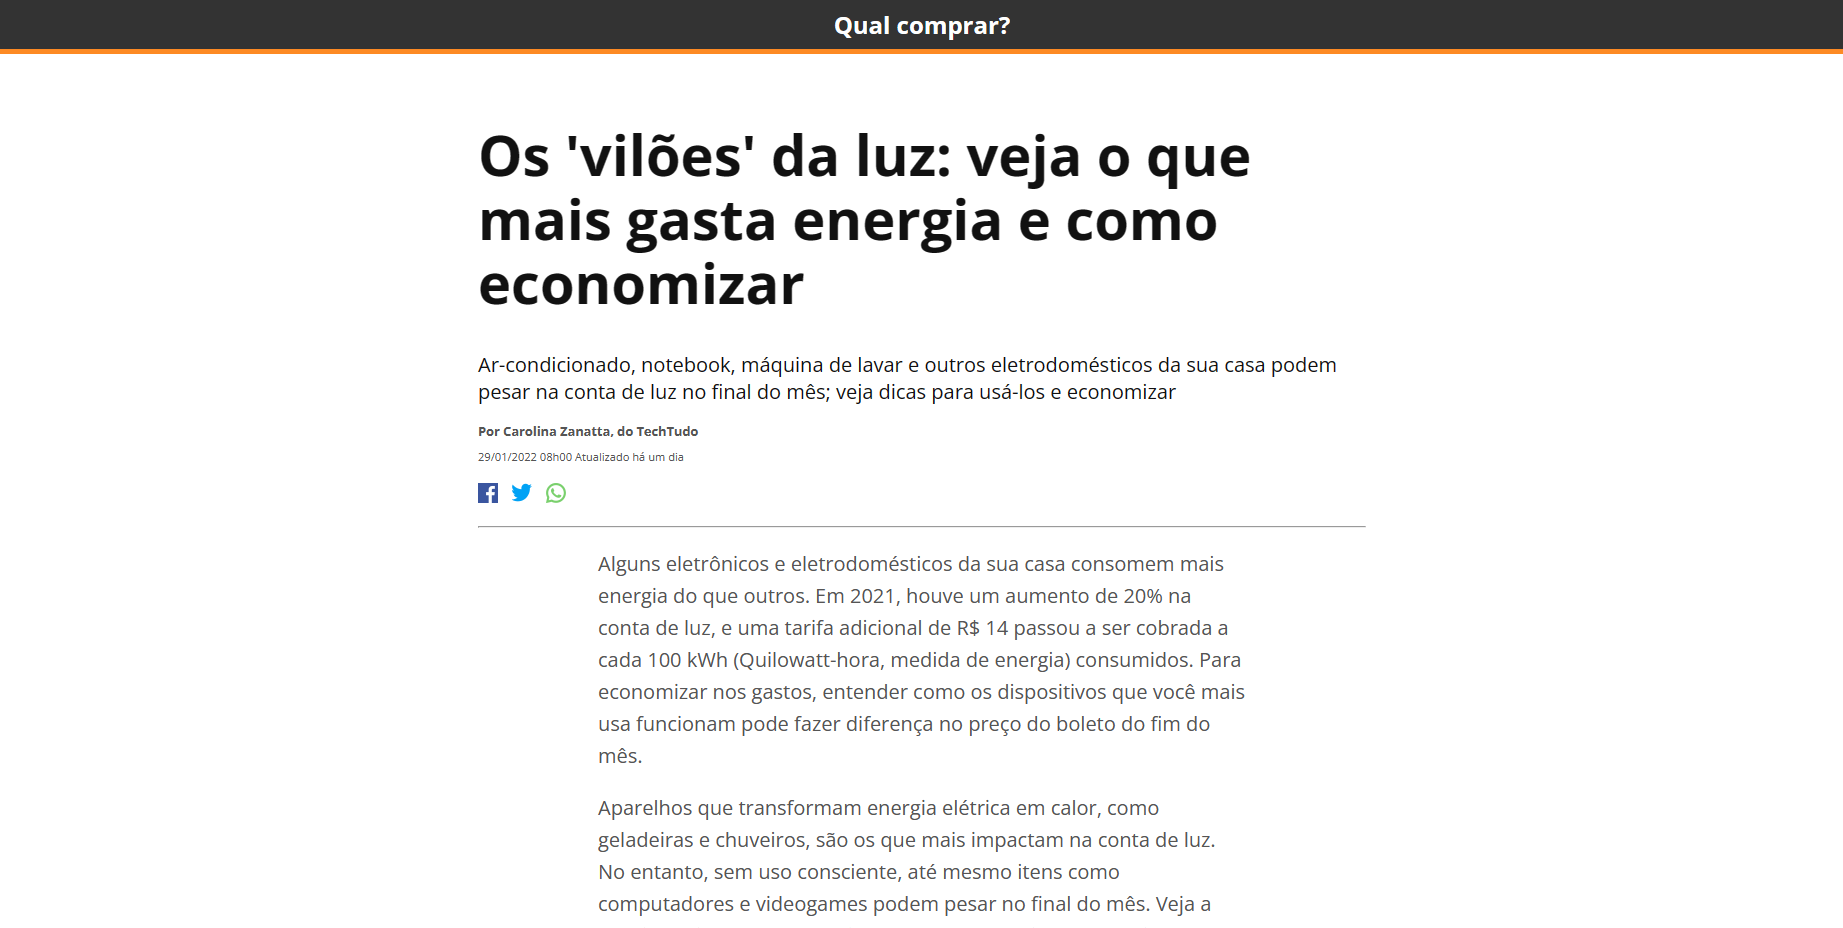 Qual comprar?
Os 'vilões' da luz: veja o que
mais gasta energia e como
economizar
Ar-condicionado, notebook, máquina de lavar e outros eletrodomésticos da sua casa podem
pesar na conta de luz no final do mês; veja dicas para usá-los e economizar
Por Carolina Zanatta, do TechTudo
29/01/2022 08h00 Atualizado há um dia
Alguns eletrônicos e eletrodomésticos da sua casa consomem mais
energia do que outros. Em 2021, houve um aumento de 20% na
conta de luz, e uma tarifa adicional de R$ 14 passou a ser cobrada a
cada 100 kWh (Quilowatt-hora, medida de energia) consumidos. Para
economizar nos gastos, entender como os dispositivos que você mais
usa funcionam pode fazer diferença no preço do boleto do fim do
mês.
Aparelhos que transformam energia elétrica em calor, como
geladeiras e chuveiros, são os que mais impactam na conta de luz.
No entanto, sem uso consciente, até mesmo itens como
computadores e videogames podem pesar no final do mês. Veja a